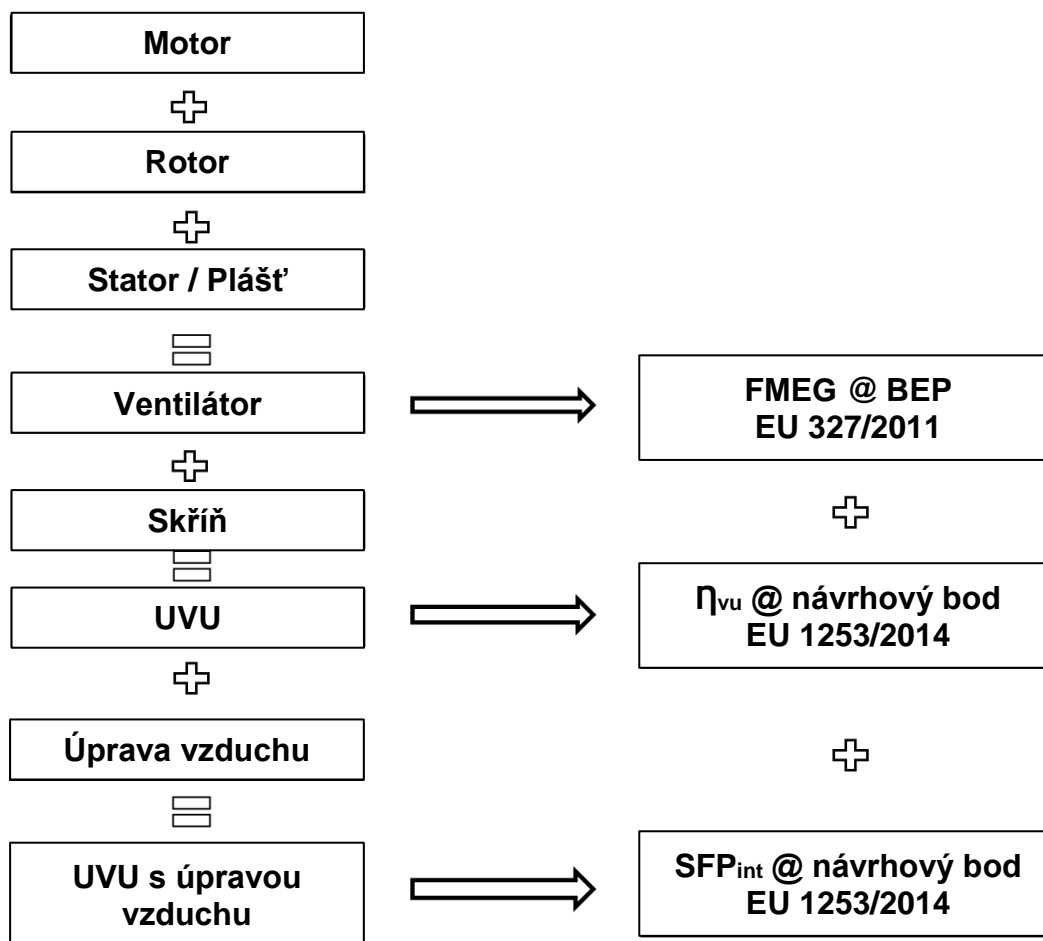 Motor
Rotor
Stator / Plášť
Ventilátor
FMEG @ BEP
EU 327/2011
Skříň
UVU
ηvu @ návrhový bod
EU 1253/2014
Úprava vzduchu
UVU s úpravou
vzduchu
SFPint @ návrhový bod
EU 1253/2014